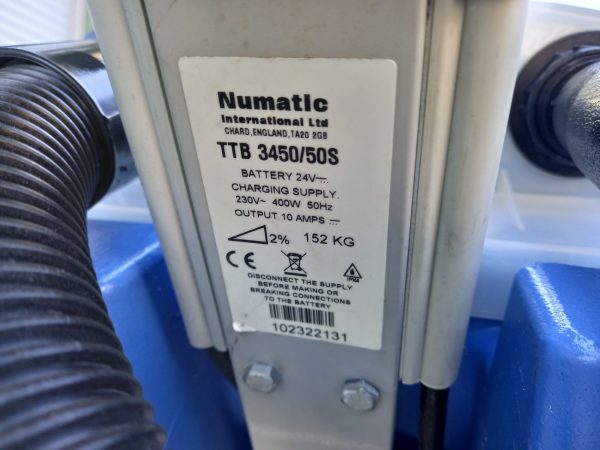 Numatic
International Ltd
CHARD, ENGLAND, TA20 2GB
TTB 3450/50S
BATTERY 24V⎓
CHARGING SUPPLY.
230V~ 400W 50Hz
OUTPUT 10 AMPS ⎓
2% 152 KG
CE
IPX4
DISCONNECT THE SUPPLY
BEFORE MAKING OR
BREAKING CONNECTIONS
TO THE BATTERY
102322131